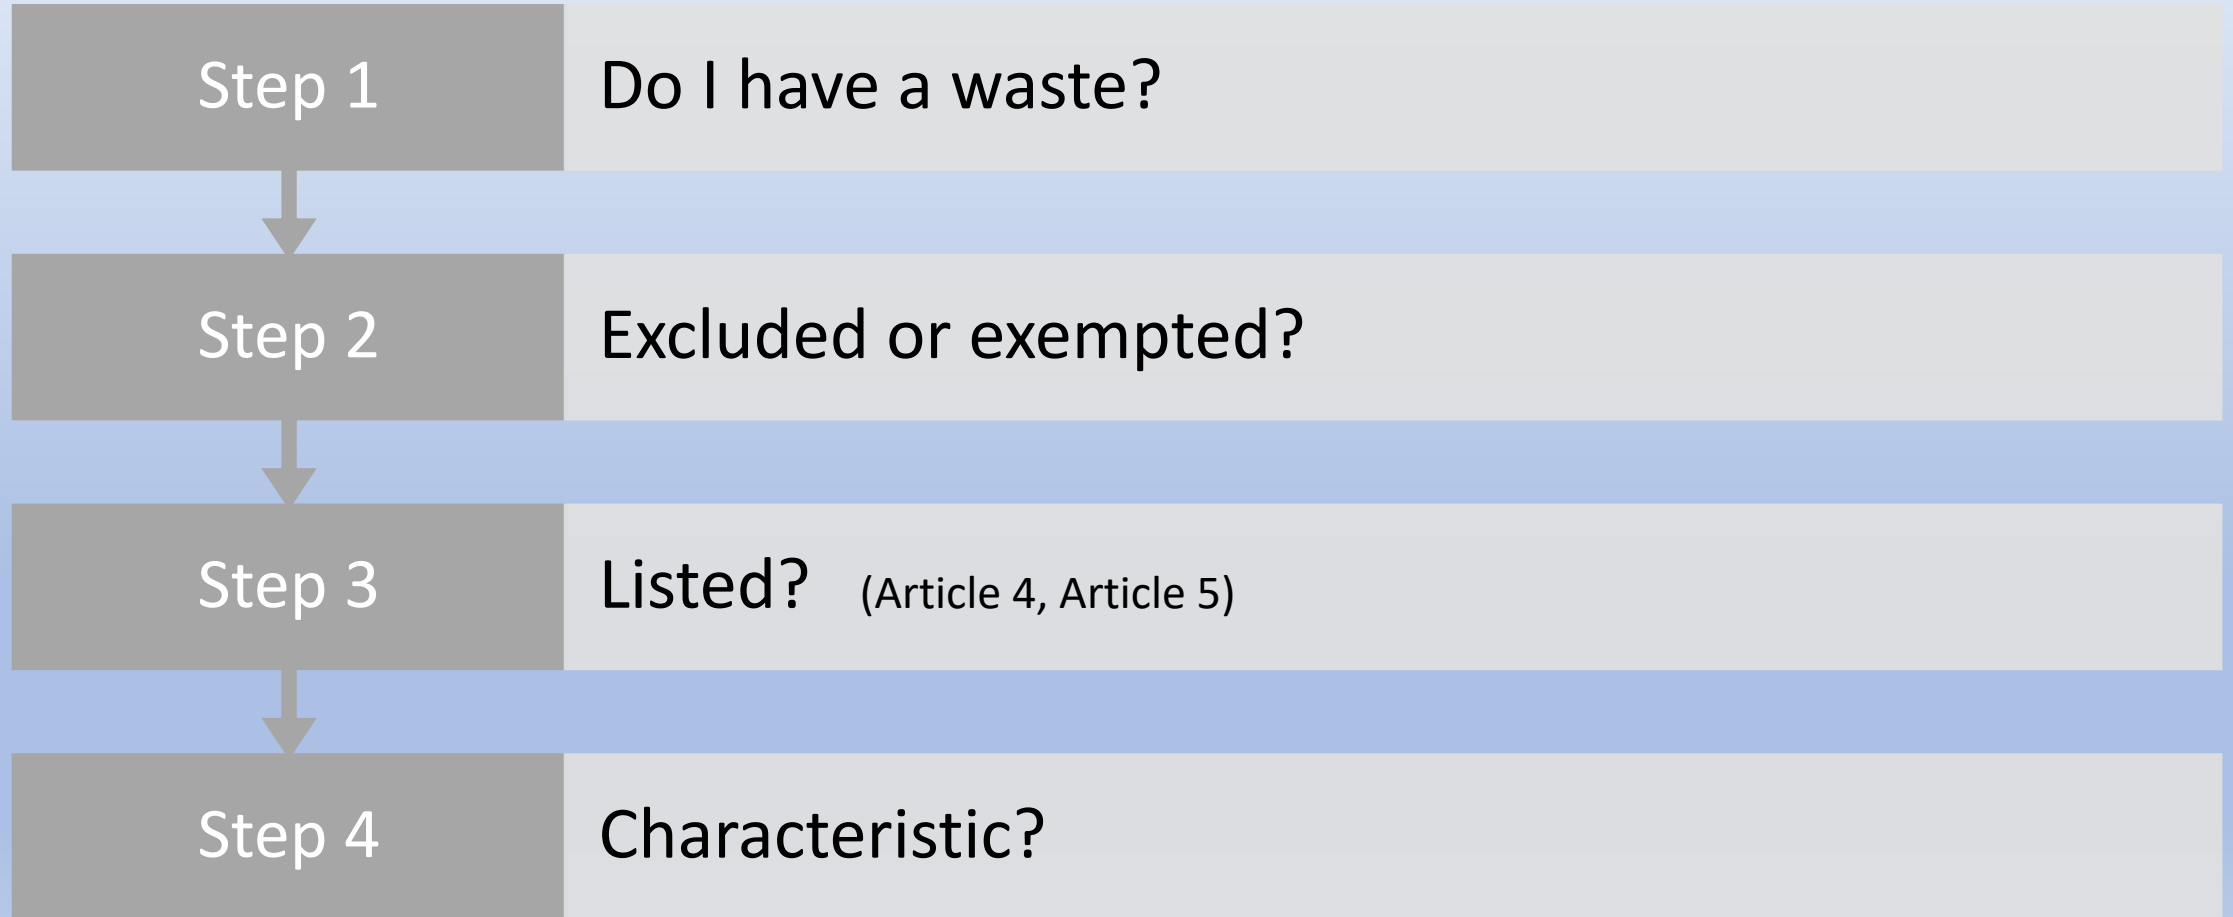 Step 1 Do I have a waste?
Step 2 Excluded or exempted?
Step 3 Listed? (Article 4, Article 5)
Step 4 Characteristic?